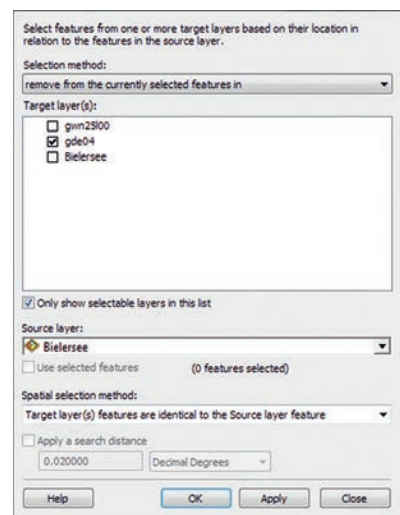 Select features from one or more target layers based on their location in
relation to the features in the source layer.
Selection method:
remove from the currently selected features in
Target layer(s):
gwn25l00
gde04
Bielersee
Only show selectable layers in this list
Source layer:
Bielersee
Use selected features (0 features selected)
Spatial selection method:
Target layer(s) features are identical to the Source layer feature
Apply a search distance
0.020000 Decimal Degrees
Help OK Apply Close